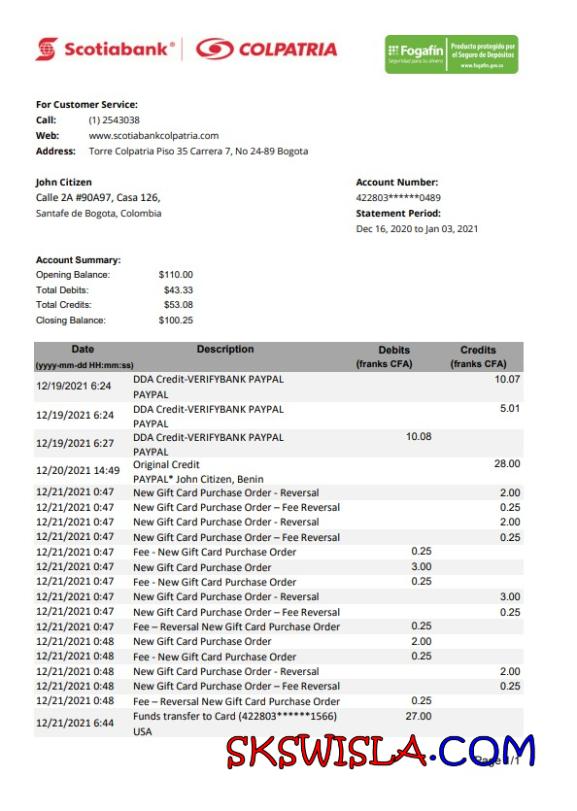 Scotiabank® COLPATRIA
Fogafín Producto protegido por
Seguridad para tu ahorro el Seguro de Depósitos
www.fogafin.gov.co
For Customer Service:
Call: (1) 2543038
Web: www.scotiabankcolpatria.com
Address: Torre Colpatria Piso 35 Carrera 7, No 24-89 Bogota
John Citizen Account Number:
Calle 2A #90A97, Casa 126, 422803******0489
Santafe de Bogota, Colombia Statement Period:
Dec 16, 2020 to Jan 03, 2021
Account Summary:
Opening Balance: $110.00
Total Debits: $43.33
Total Credits: $53.08
Closing Balance: $100.25
Date Description Debits Credits
(yyyy-mm-dd HH:mm:ss) (franks CFA) (franks CFA)
12/19/2021 6:24 DDA Credit-VERIFYBANK PAYPAL 10.07
PAYPAL
12/19/2021 6:24 DDA Credit-VERIFYBANK PAYPAL 5.01
PAYPAL
12/19/2021 6:27 DDA Credit-VERIFYBANK PAYPAL 10.08
PAYPAL
12/20/2021 14:49 Original Credit 28.00
PAYPAL* John Citizen, Benin
12/21/2021 0:47 New Gift Card Purchase Order - Reversal 2.00
12/21/2021 0:47 New Gift Card Purchase Order – Fee Reversal 0.25
12/21/2021 0:47 New Gift Card Purchase Order - Reversal 2.00
12/21/2021 0:47 New Gift Card Purchase Order – Fee Reversal 0.25
12/21/2021 0:47 Fee - New Gift Card Purchase Order 0.25
12/21/2021 0:47 New Gift Card Purchase Order 3.00
12/21/2021 0:47 Fee - New Gift Card Purchase Order 0.25
12/21/2021 0:47 New Gift Card Purchase Order - Reversal 3.00
12/21/2021 0:47 New Gift Card Purchase Order – Fee Reversal 0.25
12/21/2021 0:47 Fee – Reversal New Gift Card Purchase Order 0.25
12/21/2021 0:48 New Gift Card Purchase Order 2.00
12/21/2021 0:48 Fee - New Gift Card Purchase Order 0.25
12/21/2021 0:48 New Gift Card Purchase Order - Reversal 2.00
12/21/2021 0:48 New Gift Card Purchase Order – Fee Reversal 0.25
12/21/2021 0:48 Fee – Reversal New Gift Card Purchase Order 0.25
12/21/2021 6:44 Funds transfer to Card (422803******1566) 27.00
USA
SKSWISLA.COM
Page 1/1